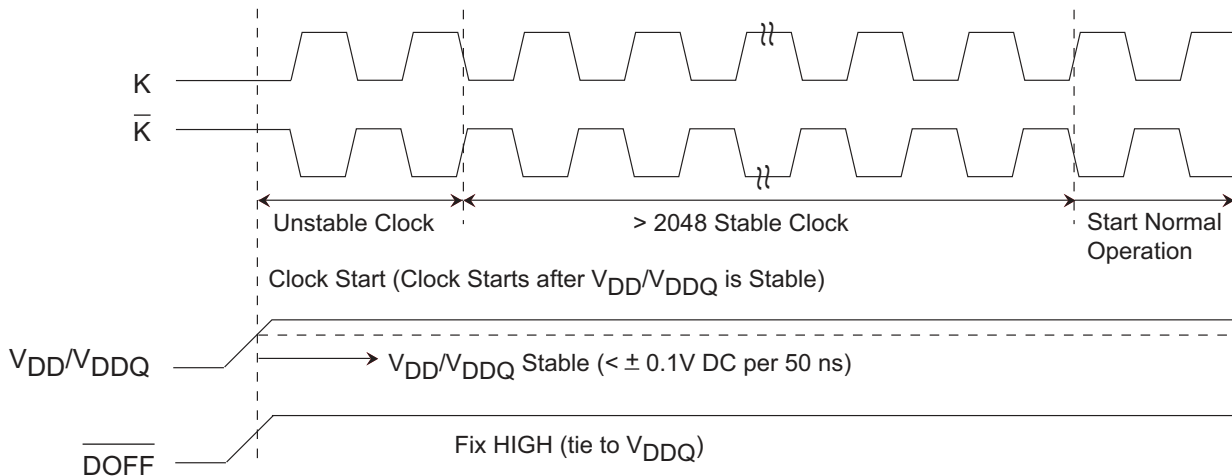 K
K̅
Unstable Clock
> 2048 Stable Clock
Start Normal
Operation
Clock Start (Clock Starts after VDD/VDDQ is Stable)
VDD/VDDQ
VDD/VDDQ Stable (< ± 0.1V DC per 50 ns)
Fix HIGH (tie to VDDQ)
D̅O̅F̅F̅